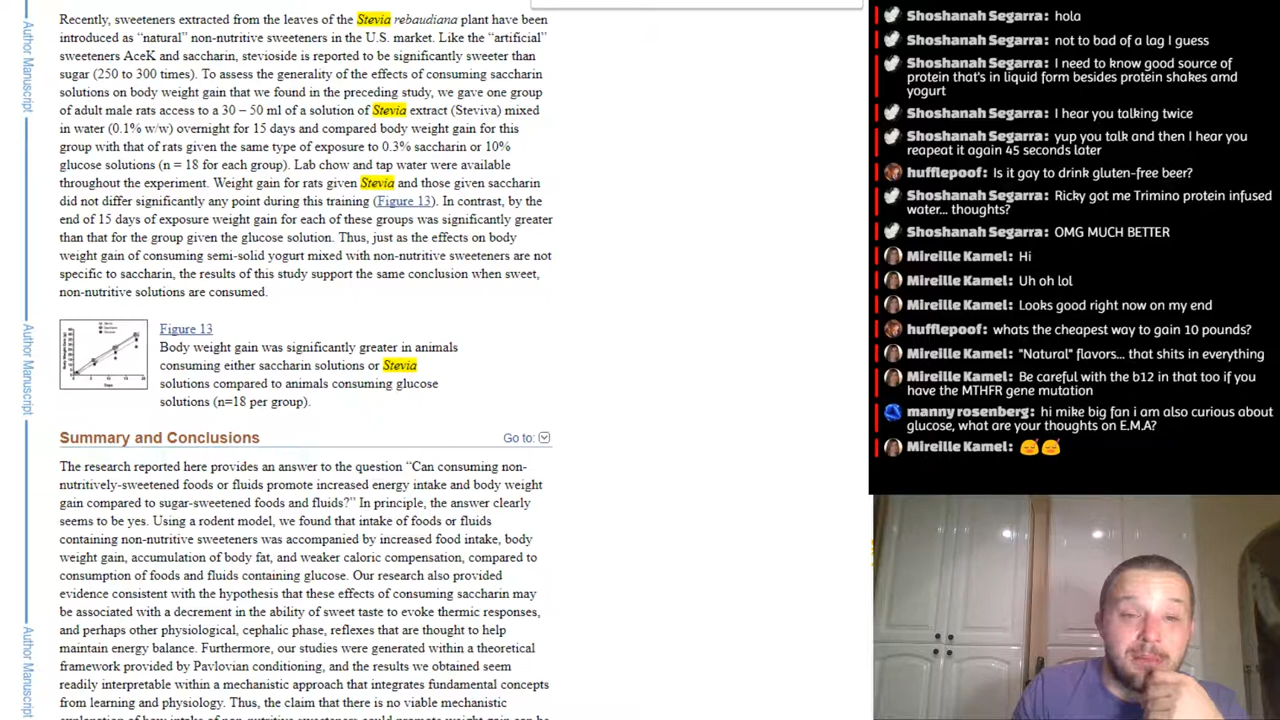 Recently, sweeteners extracted from the leaves of the Stevia rebaudiana plant have been
introduced as “natural” non-nutritive sweeteners in the U.S. market. Like the “artificial”
sweeteners AceK and saccharin, stevioside is reported to be significantly sweeter than
sugar (250 to 300 times). To assess the generality of the effects of consuming saccharin
solutions on body weight gain that we found in the preceding study, we gave one group
of adult male rats access to a 30 – 50 ml of a solution of Stevia extract (Steviva) mixed
in water (0.1% w/w) overnight for 15 days and compared body weight gain for this
group with that of rats given the same type of exposure to 0.3% saccharin or 10%
glucose solutions (n = 18 for each group). Lab chow and tap water were available
throughout the experiment. Weight gain for rats given Stevia and those given saccharin
did not differ significantly any point during this training (Figure 13). In contrast, by the
end of 15 days of exposure weight gain for each of these groups was significantly greater
than that for the group given the glucose solution. Thus, just as the effects on body
weight gain of consuming semi-solid yogurt mixed with non-nutritive sweeteners are not
specific to saccharin, the results of this study support the same conclusion when sweet,
non-nutritive solutions are consumed.
Figure 13
Body weight gain was significantly greater in animals
consuming either saccharin solutions or Stevia
solutions compared to animals consuming glucose
solutions (n=18 per group).
Summary and Conclusions
Go to:
The research reported here provides an answer to the question “Can consuming non-
nutritively-sweetened foods or fluids promote increased energy intake and body weight
gain compared to sugar-sweetened foods and fluids?” In principle, the answer clearly
seems to be yes. Using a rodent model, we found that intake of foods or fluids
containing non-nutritive sweeteners was accompanied by increased food intake, body
weight gain, accumulation of body fat, and weaker caloric compensation, compared to
consumption of foods and fluids containing glucose. Our research also provided
evidence consistent with the hypothesis that these effects of consuming saccharin may
be associated with a decrement in the ability of sweet taste to evoke thermic responses,
and perhaps other physiological, cephalic phase, reflexes that are thought to help
maintain energy balance. Furthermore, our studies were generated within a theoretical
framework provided by Pavlovian conditioning, and the results we obtained seem
readily interpretable within a mechanistic approach that integrates fundamental concepts
from learning and physiology. Thus, the claim that there is no viable mechanistic
Author Manuscript
Author Manuscript
Author Manuscript
Shoshanah Segarra: hola
Shoshanah Segarra: not to bad of a lag I guess
Shoshanah Segarra: I need to know good source of
protein that's in liquid form besides protein shakes amd
yogurt
Shoshanah Segarra: I hear you talking twice
Shoshanah Segarra: yup you talk and then I hear you
reapeat it again 45 seconds later
hufflepoof: Is it gay to drink gluten-free beer?
Shoshanah Segarra: Ricky got me Trimino protein infused
water... thoughts?
Shoshanah Segarra: OMG MUCH BETTER
Mireille Kamel: Hi
Mireille Kamel: Uh oh lol
Mireille Kamel: Looks good right now on my end
hufflepoof: whats the cheapest way to gain 10 pounds?
Mireille Kamel: "Natural" flavors... that shits in everything
Mireille Kamel: Be careful with the b12 in that too if you
have the MTHFR gene mutation
manny rosenberg: hi mike big fan i am also curious about
glucose, what are your thoughts on E.M.A?
Mireille Kamel: